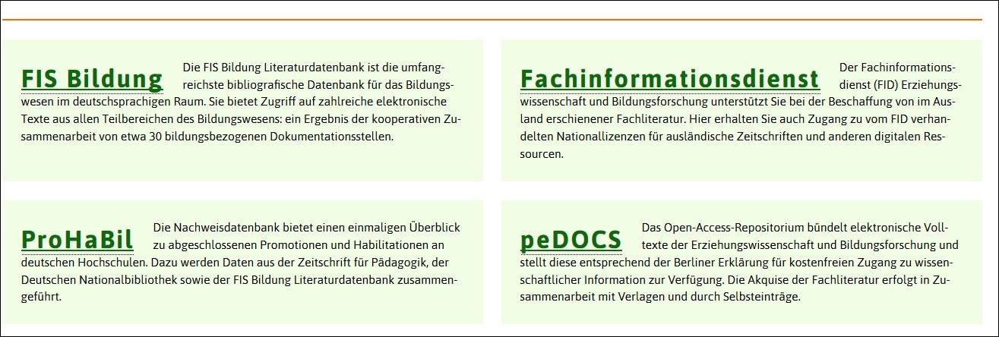 FIS Bildung Die FIS Bildung Literaturdatenbank ist die umfang-
reichste bibliografische Datenbank für das Bildungs-
wesen im deutschsprachigen Raum. Sie bietet Zugriff auf zahlreiche elektronische
Texte aus allen Teilbereichen des Bildungswesens: ein Ergebnis der kooperativen Zu-
sammenarbeit von etwa 30 bildungsbezogenen Dokumentationsstellen.
Fachinformationsdienst Der Fachinformations-
dienst (FID) Erziehungs-
wissenschaft und Bildungsforschung unterstützt Sie bei der Beschaffung von im Aus-
land erschienener Fachliteratur. Hier erhalten Sie auch Zugang zu vom FID verhan-
delten Nationallizenzen für ausländische Zeitschriften und anderen digitalen Res-
sourcen.
ProHaBil Die Nachweisdatenbank bietet einen einmaligen Überblick
zu abgeschlossenen Promotionen und Habilitationen an
deutschen Hochschulen. Dazu werden Daten aus der Zeitschrift für Pädagogik, der
Deutschen Nationalbibliothek sowie der FIS Bildung Literaturdatenbank zusammen-
geführt.
peDOCS Das Open-Access-Repositorium bündelt elektronische Voll-
texte der Erziehungswissenschaft und Bildungsforschung und
stellt diese entsprechend der Berliner Erklärung für kostenfreien Zugang zu wissen-
schaftlicher Information zur Verfügung. Die Akquise der Fachliteratur erfolgt in Zu-
sammenarbeit mit Verlagen und durch Selbsteinträge.